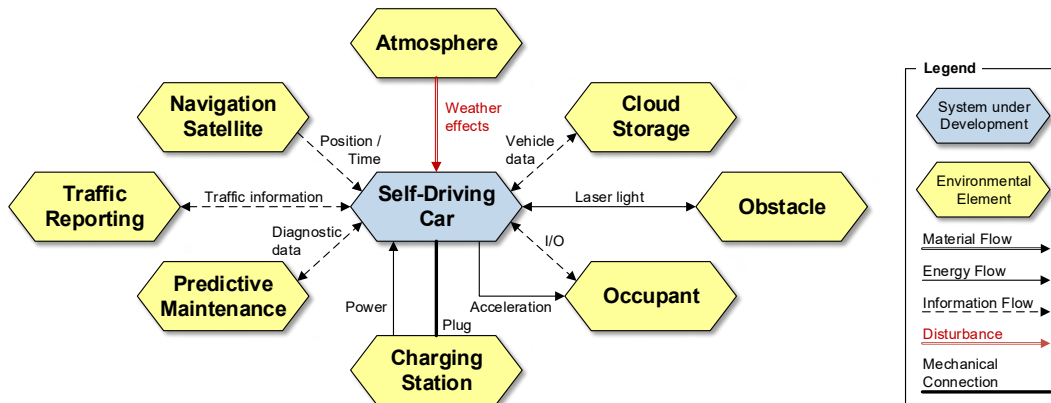 Atmosphere
Navigation
Satellite
Weather
effects
Cloud
Storage
Position /
Time
Vehicle
data
Traffic
Reporting
Traffic information
Self-Driving
Car
Laser light
Obstacle
Diagnostic
data
I/O
Predictive
Maintenance
Power
Plug
Acceleration
Occupant
Charging
Station
Legend
System under
Development
Environmental
Element
Material Flow
Energy Flow
Information Flow
Disturbance
Mechanical
Connection